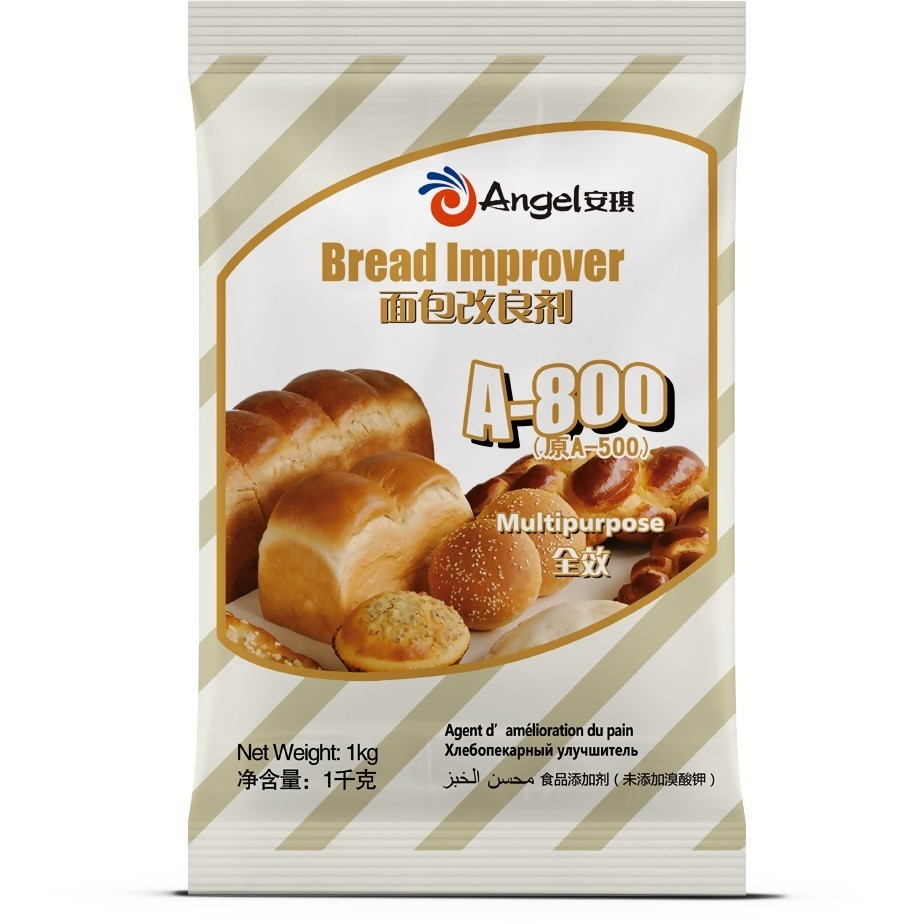 Angel安琪
Bread Improver
面包改良剂
A-800
（原A-500）
Multipurpose
全效
Agent d' amélioration du pain
Хлебопекарный улучшитель
محسن الخبز 食品添加剂（未添加溴酸钾）
Net Weight: 1kg
净含量：1千克